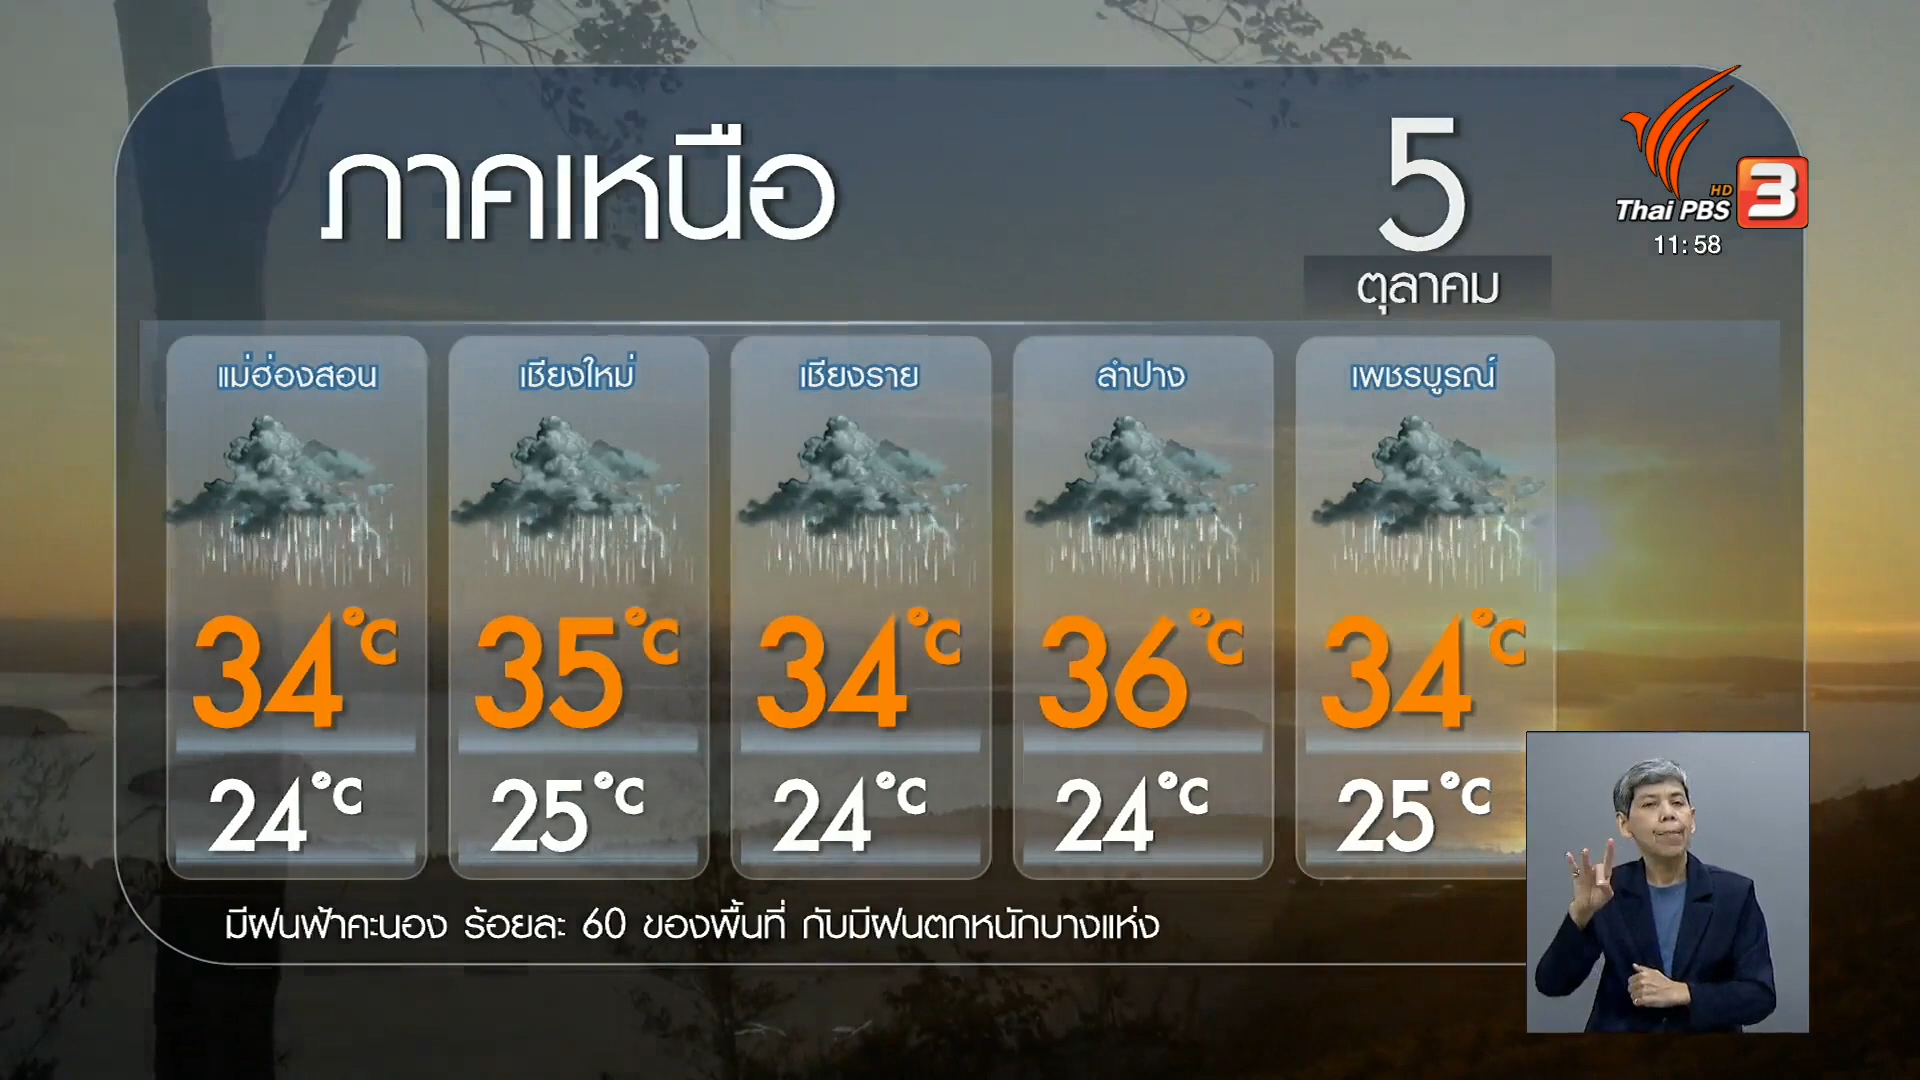 ภาคเหนือ
5
ตุลาคม
HD
Thai PBS 3
11:58
แม่ฮ่องสอน
เชียงใหม่
เชียงราย
ลำปาง
เพชรบูรณ์
34°C
35°C
34°C
36°C
34°C
24°C
25°C
24°C
24°C
25°C
มีฝนฟ้าคะนอง ร้อยละ 60 ของพื้นที่ กับมีฝนตกหนักบางแห่ง